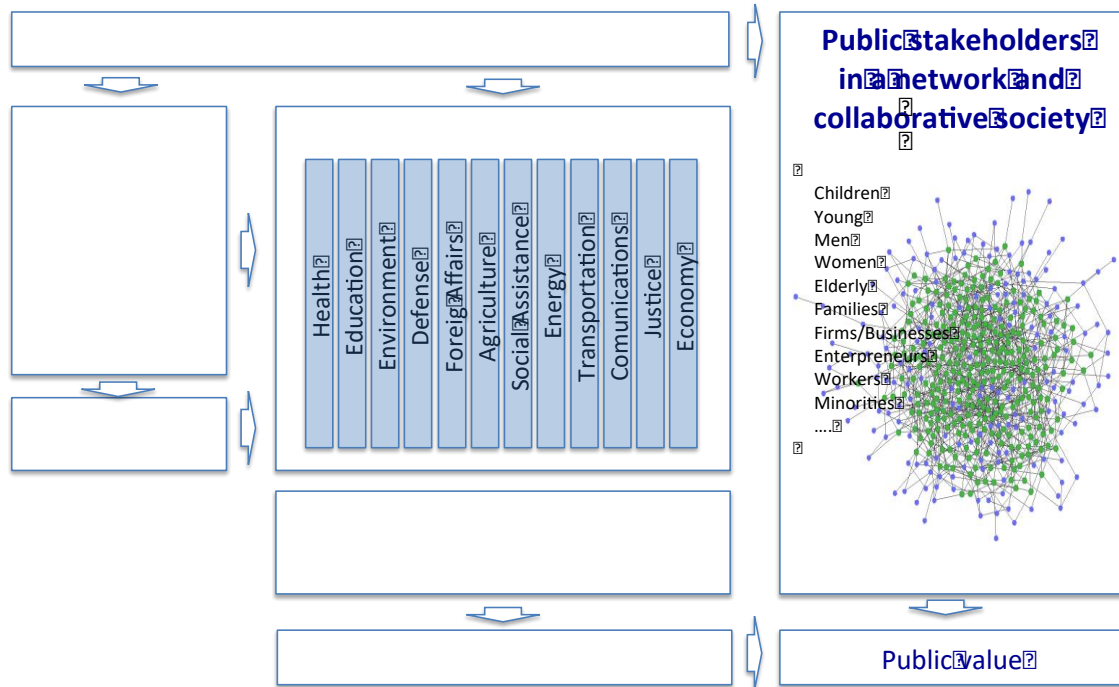 Public stakeholders
in a network and
collaborative society
Health
Education
Environment
Defense
Foreig Affairs
Agriculture
Social Assistance
Energy
Transportation
Comunications
Justice
Economy
Children
Young
Men
Women
Elderly
Families
Firms/Businesses
Enterpreneurs
Workers
Minorities
....
Public value